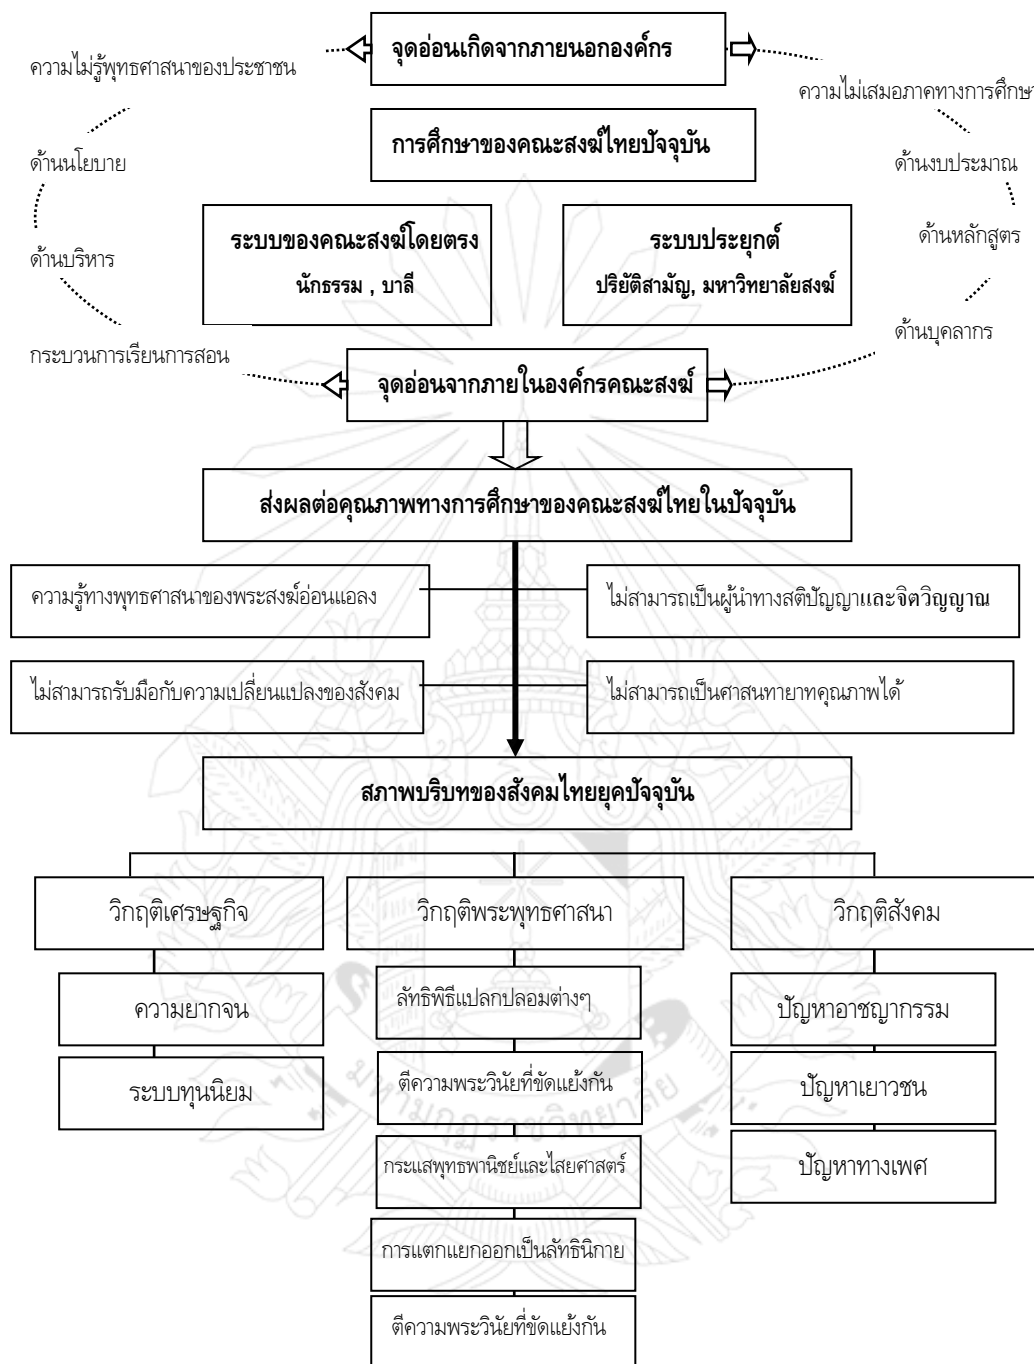 จุดอ่อนเกิดจากภายนอกองค์กร
ความไม่รู้พุทธศาสนาของประชาชน
ความไม่เสมอภาคทางการศึกษา
การศึกษาของคณะสงฆ์ไทยปัจจุบัน
ด้านนโยบาย
ด้านงบประมาณ
ระบบของคณะสงฆ์โดยตรง
นักธรรม , บาลี
ระบบประยุกต์
ปริยัติสามัญ, มหาวิทยาลัยสงฆ์
ด้านหลักสูตร
ด้านบริหาร
ด้านบุคลากร
กระบวนการเรียนการสอน
จุดอ่อนจากภายในองค์กรคณะสงฆ์
ส่งผลต่อคุณภาพทางการศึกษาของคณะสงฆ์ไทยในปัจจุบัน
ความรู้ทางพุทธศาสนาของพระสงฆ์อ่อนแอลง
ไม่สามารถเป็นผู้นำทางสติปัญญาและจิตวิญญาณ
ไม่สามารถรับมือกับความเปลี่ยนแปลงของสังคม
ไม่สามารถเป็นศาสนทายาทคุณภาพได้
สภาพบริบทของสังคมไทยยุคปัจจุบัน
วิกฤติเศรษฐกิจ
วิกฤติพระพุทธศาสนา
วิกฤติสังคม
ความยากจน
ลัทธิพิธีแปลกปลอมต่างๆ
ปัญหาอาชญากรรม
ระบบทุนนิยม
ตีความพระวินัยที่ขัดแย้งกัน
ปัญหาเยาวชน
มหามกุฏราชวิทยาลัย
กระแสพุทธพานิชย์และไสยศาสตร์
ปัญหาทางเพศ
การแตกแยกออกเป็นลัทธินิกาย
ตีความพระวินัยที่ขัดแย้งกัน